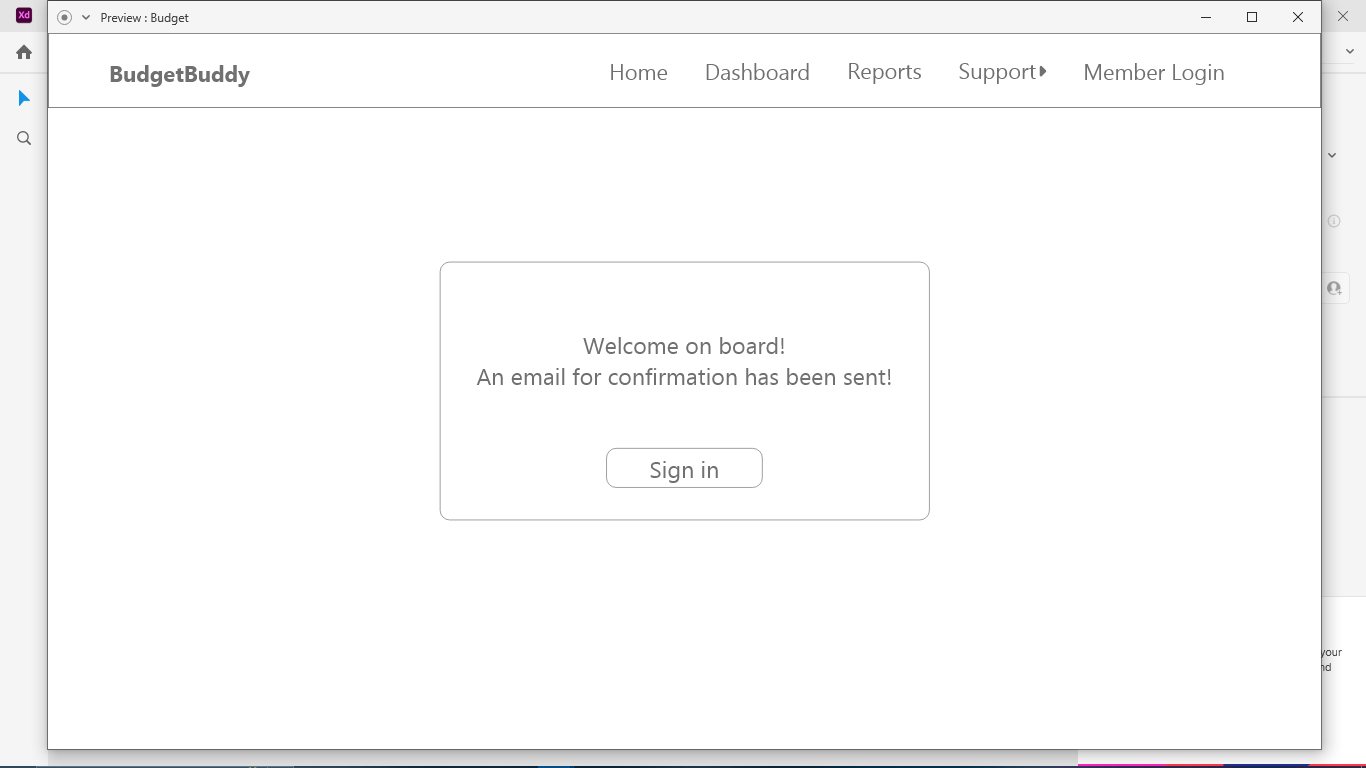 Xd
Preview : Budget
BudgetBuddy
Home
Dashboard
Reports
Support
Member Login
Welcome on board!
An email for confirmation has been sent!
Sign in
your
nd